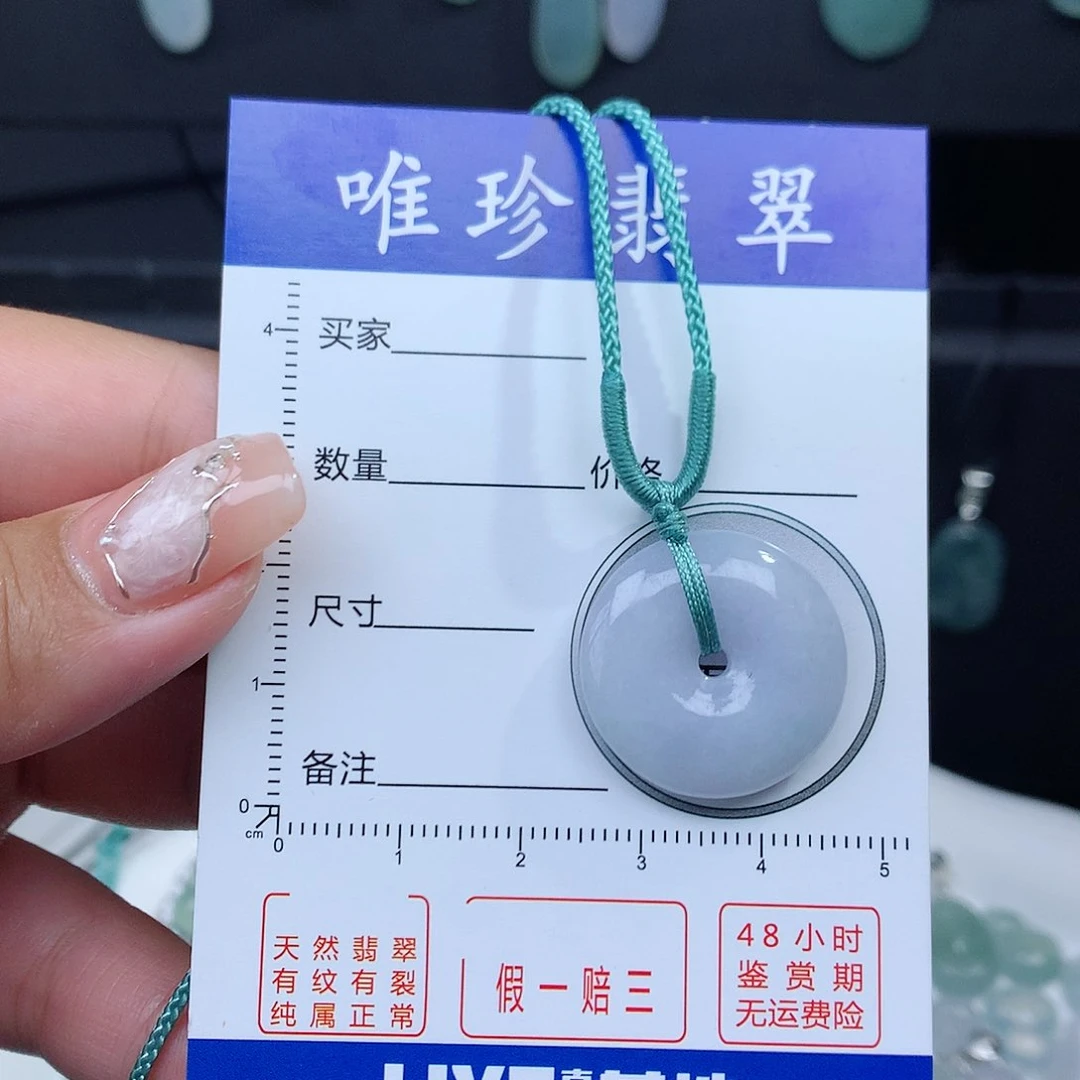 唯珍翡翠
4
买家
数量 价格
尺寸
1
备注
0
cm
0 1 2 3 4 5
天然翡翠
有纹有裂
纯属正常
假一赔三
48小时
鉴赏期
无运费险